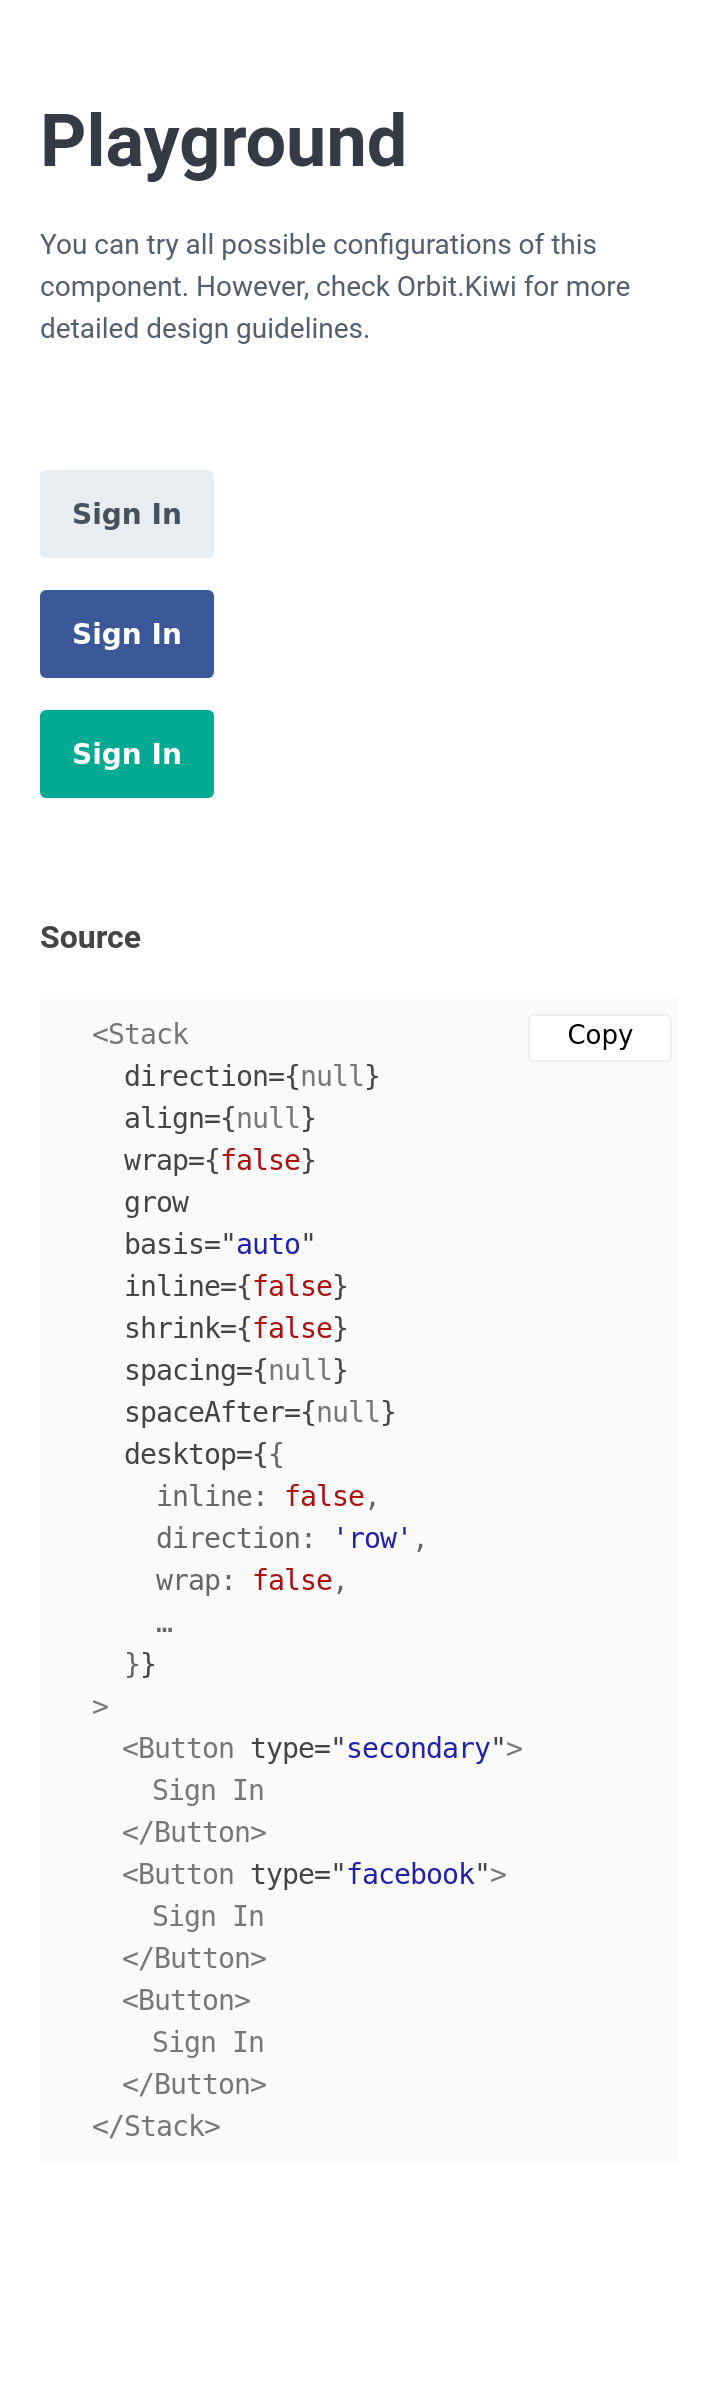 Playground
You can try all possible configurations of this
component. However, check Orbit.Kiwi for more
detailed design guidelines.
Sign In
Sign In
Sign In
Source
<Stack
Copy
direction={null}
align={null}
wrap={false}
grow
basis="auto"
inline={false}
shrink={false}
spacing={null}
spaceAfter={null}
desktop={{
inline: false,
direction: 'row',
wrap: false,
…
}}
>
<Button type="secondary">
Sign In
</Button>
<Button type="facebook">
Sign In
</Button>
<Button>
Sign In
</Button>
</Stack>